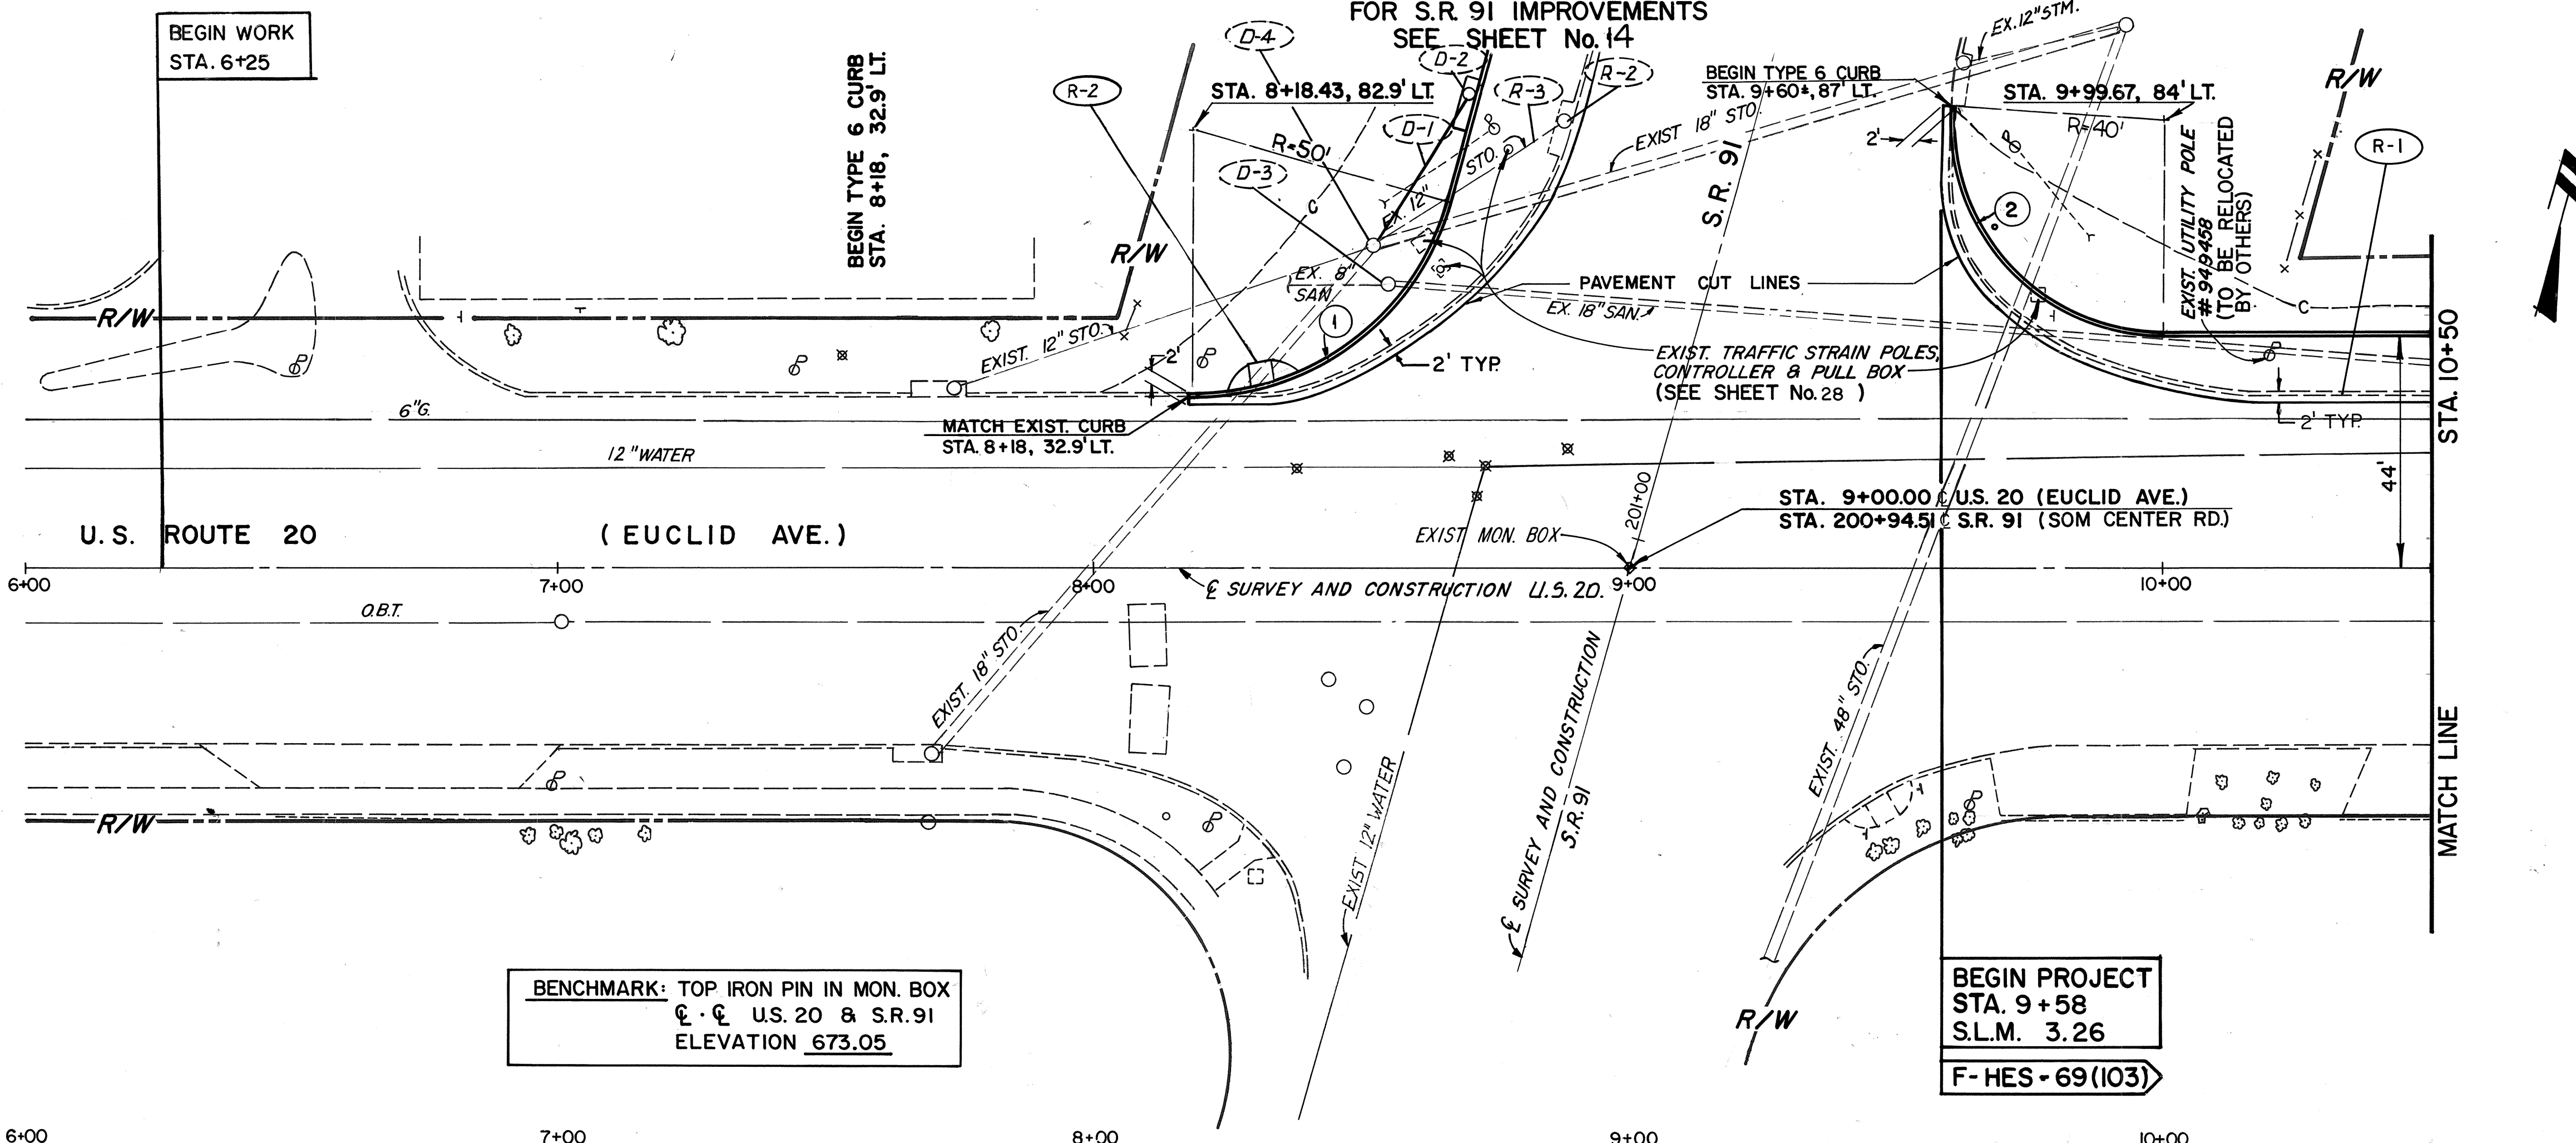 FOR S.R. 91 IMPROVEMENTS
SEE SHEET No. 14
BEGIN WORK
STA. 6+25
BEGIN TYPE 6 CURB
STA. 8+18, 32.9' LT.
R-2
D-4
D-2
STA. 8+18.43, 82.9' LT.
R-3
R-2
D-1
R=50'
D-3
STO.
EX. 12"
C
EXIST 18" STO.
S.R. 91
EX. 12" STM.
BEGIN TYPE 6 CURB
STA. 9+60±, 87' LT.
2'
STA. 9+99.67, 84' LT.
R=40'
R/W
R-1
EXIST. UTILITY POLE
# 949458
(TO BE RELOCATED
BY OTHERS)
2
C
R/W
R/W
EX. 8"
SAN
EXIST. 12" STO.
1
2'
2' TYP.
PAVEMENT CUT LINES
EX. 18" SAN.
EXIST. TRAFFIC STRAIN POLES,
CONTROLLER & PULL BOX
(SEE SHEET No. 28 )
2' TYP.
STA. 10+50
44'
6"G.
12"WATER
MATCH EXIST. CURB
STA. 8+18, 32.9' LT.
201+00
STA. 9+00.00 ℄ U.S. 20 (EUCLID AVE.)
STA. 200+94.51 ℄ S.R. 91 (SOM CENTER RD.)
EXIST MON. BOX
U.S. ROUTE 20 (EUCLID AVE.)
6+00 7+00 8+00 9+00 10+00
℄ SURVEY AND CONSTRUCTION U.S. 20.
O.B.T.
EXIST. 18" STO.
EXIST 12" WATER
℄ SURVEY AND CONSTRUCTION
S.R. 91
EXIST. 48" STO.
MATCH LINE
R/W
R/W
BENCHMARK: TOP IRON PIN IN MON. BOX
℄ · ℄ U.S. 20 & S.R. 91
ELEVATION 673.05
BEGIN PROJECT
STA. 9+58
S.L.M. 3.26
F-HES-69(103)
6+00 7+00 8+00 9+00 10+00